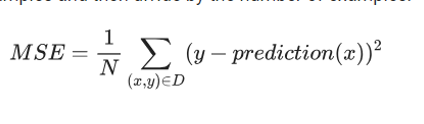 MSE = 1/N ∑ (x,y)∈D (y − prediction(x))²